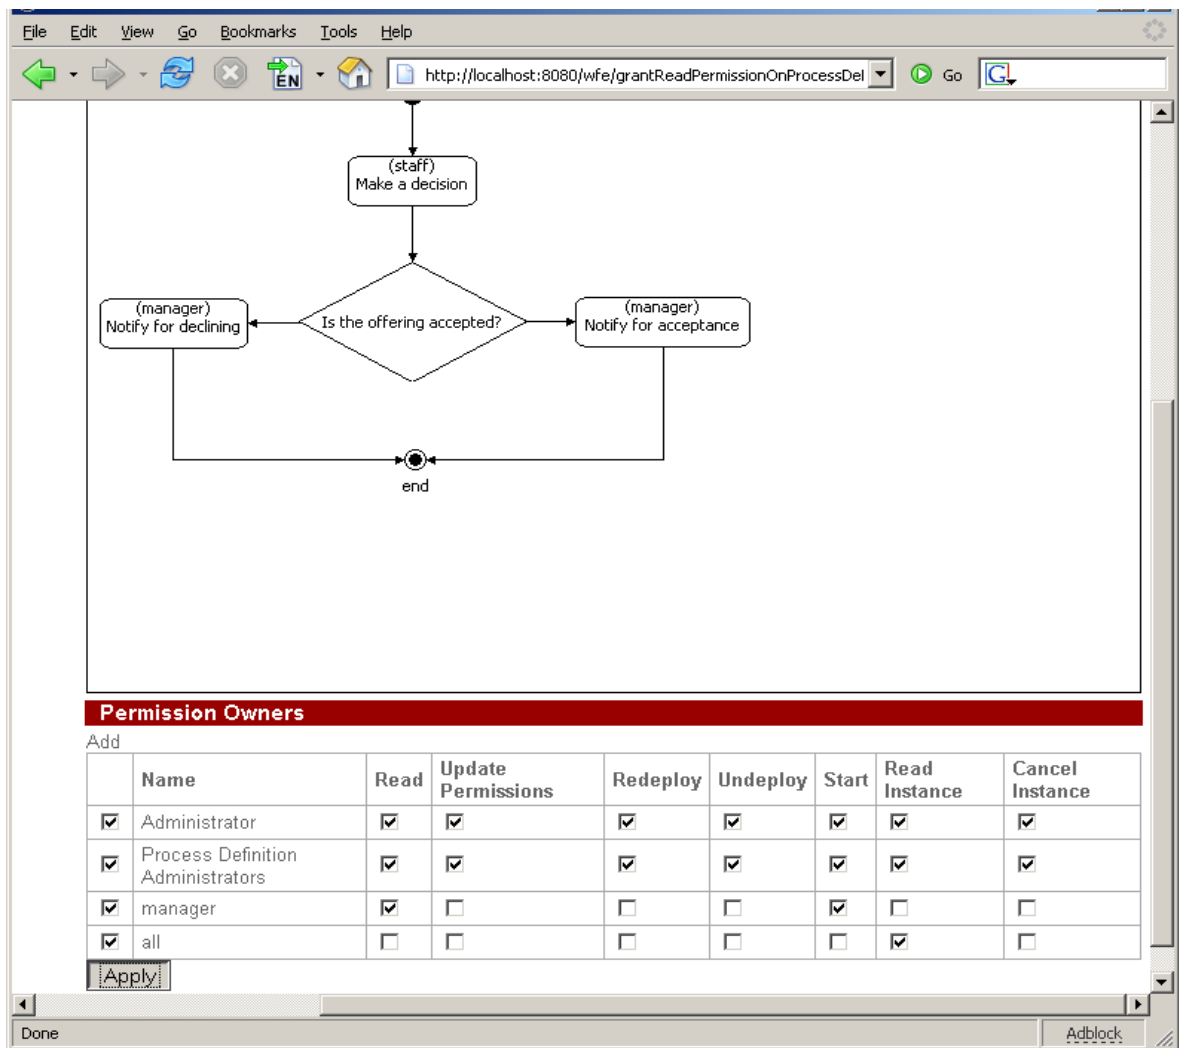 File Edit View Go Bookmarks Tools Help
EN http://localhost:8080/wfe/grantReadPermissionOnProcessDel Go G
(staff)
Make a decision
(manager)
Notify for declining
Is the offering accepted?
(manager)
Notify for acceptance
end
Permission Owners
Add
Name Read Update Permissions Redeploy Undeploy Start Read Instance Cancel Instance
Administrator
Process Definition
Administrators
manager
all
Apply
Done Adblock